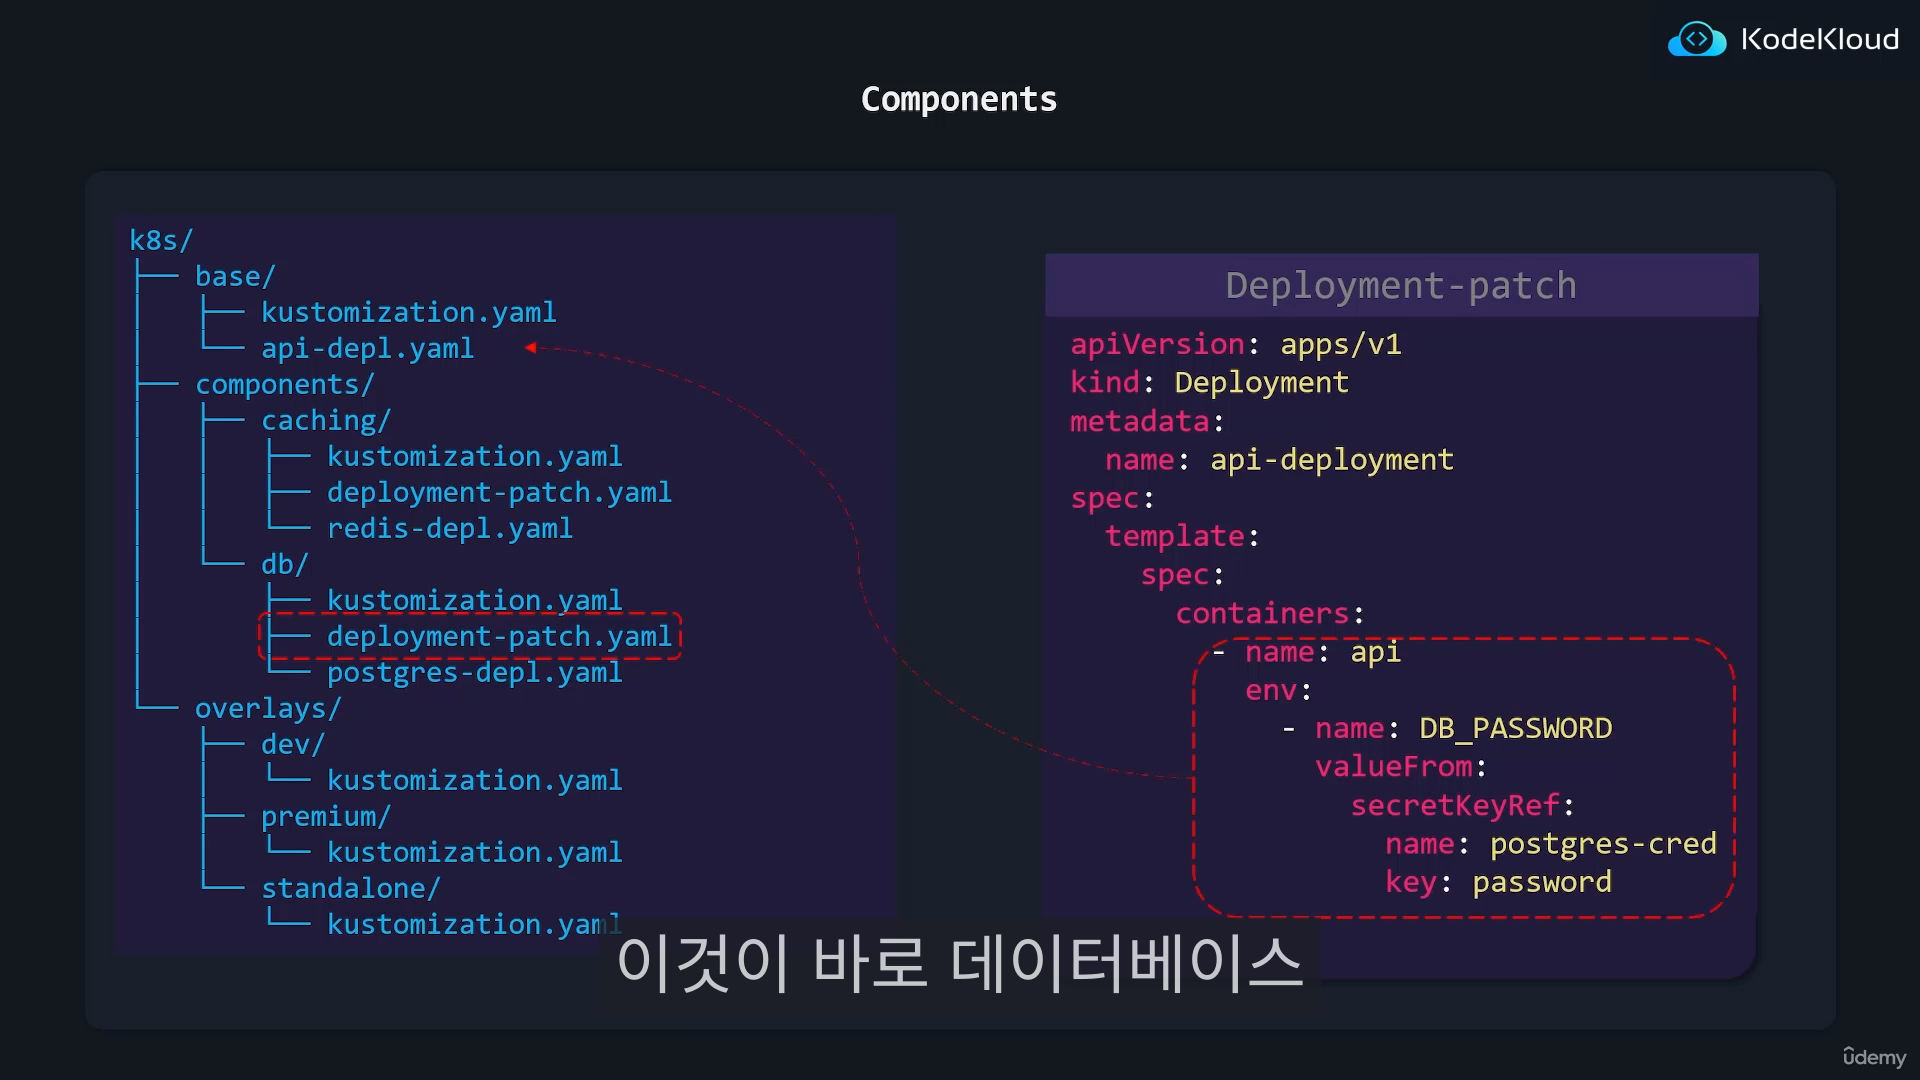 KodeKloud
Components
k8s/
├── base/
│   ├── kustomization.yaml
│   └── api-depl.yaml
├── components/
│   ├── caching/
│   │   ├── kustomization.yaml
│   │   ├── deployment-patch.yaml
│   │   └── redis-depl.yaml
│   └── db/
│       ├── kustomization.yaml
│       ├── deployment-patch.yaml
│       └── postgres-depl.yaml
└── overlays/
    ├── dev/
    │   └── kustomization.yaml
    ├── premium/
    │   └── kustomization.yaml
    └── standalone/
        └── kustomization.yaml
Deployment-patch
apiVersion: apps/v1
kind: Deployment
metadata:
  name: api-deployment
spec:
  template:
    spec:
      containers:
        - name: api
          env:
            - name: DB_PASSWORD
              valueFrom:
                secretKeyRef:
                  name: postgres-cred
                  key: password
이것이 바로 데이터베이스
ûdemy